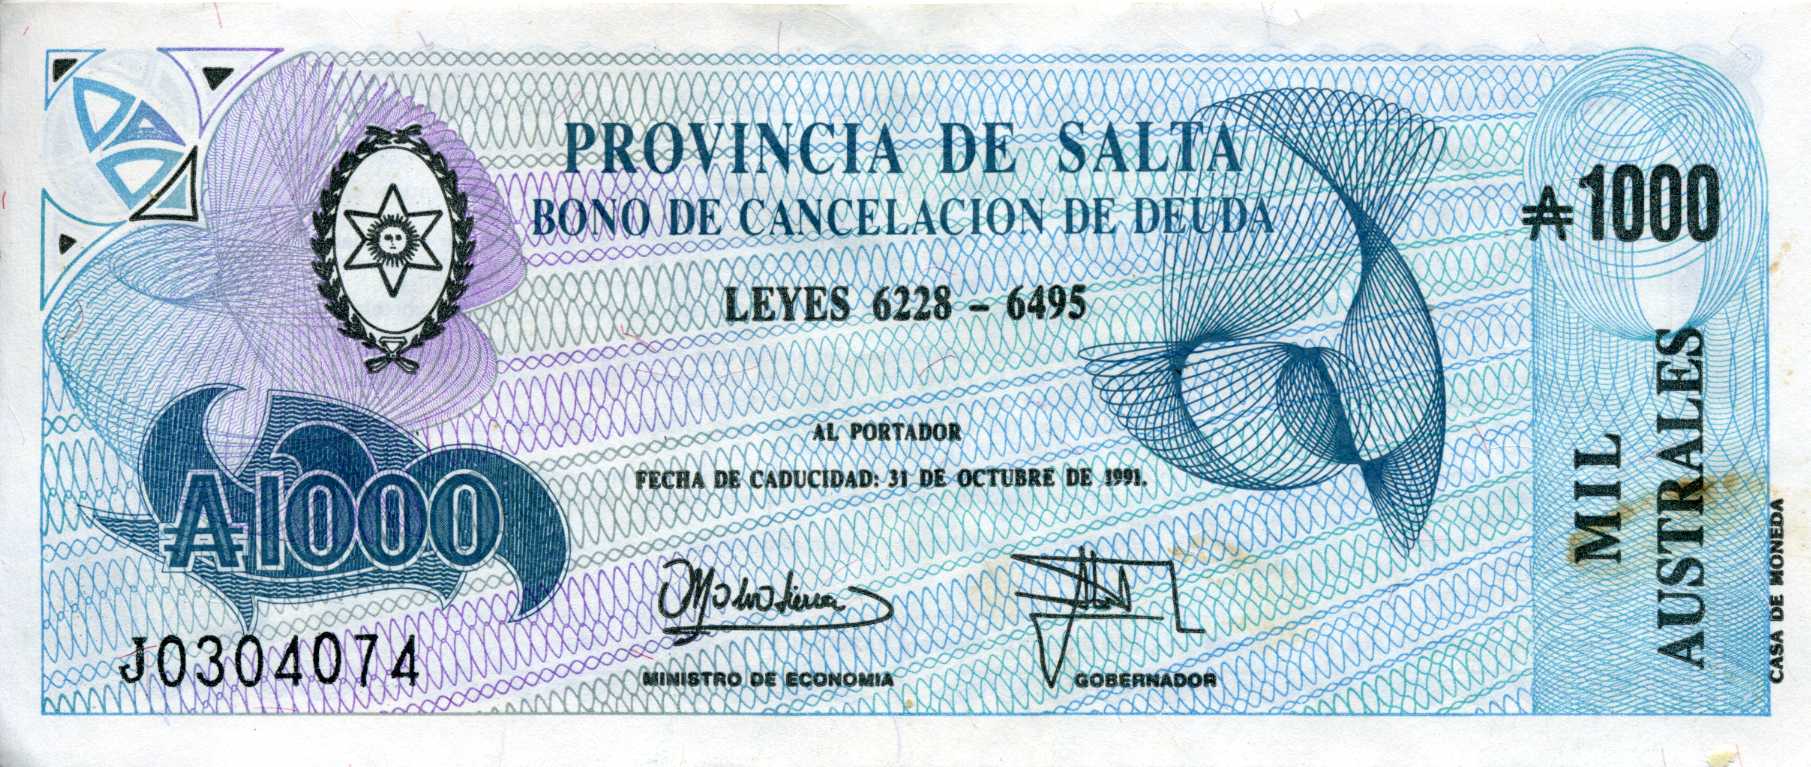 PROVINCIA DE SALTA
BONO DE CANCELACION DE DEUDA
₳1000
LEYES 6228 - 6495
AL PORTADOR
FECHA DE CADUCIDAD: 31 DE OCTUBRE DE 1991.
₳1000
J0304074
MINISTRO DE ECONOMIA
GOBERNADOR
MIL
AUSTRALES
CASA DE MONEDA